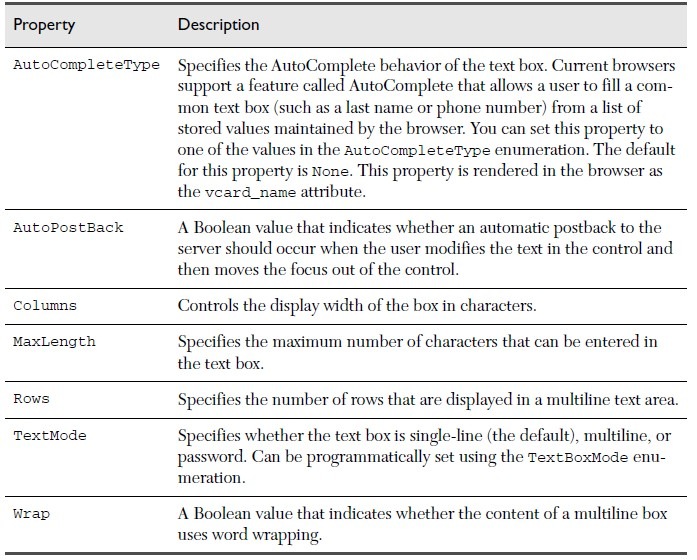 Property Description
AutoCompleteType Specifies the AutoComplete behavior of the text box. Current browsers
support a feature called AutoComplete that allows a user to fill a com-
mon text box (such as a last name or phone number) from a list of
stored values maintained by the browser. You can set this property to
one of the values in the AutoCompleteType enumeration. The default
for this property is None. This property is rendered in the browser as
the vcard_name attribute.
AutoPostBack A Boolean value that indicates whether an automatic postback to the
server should occur when the user modifies the text in the control and
then moves the focus out of the control.
Columns Controls the display width of the box in characters.
MaxLength Specifies the maximum number of characters that can be entered in
the text box.
Rows Specifies the number of rows that are displayed in a multiline text area.
TextMode Specifies whether the text box is single-line (the default), multiline, or
password. Can be programmatically set using the TextBoxMode enu-
meration.
Wrap A Boolean value that indicates whether the content of a multiline box
uses word wrapping.